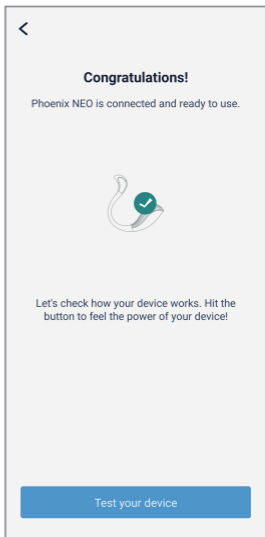 Congratulations!
Phoenix NEO is connected and ready to use.
Let's check how your device works. Hit the
button to feel the power of your device!
Test your device